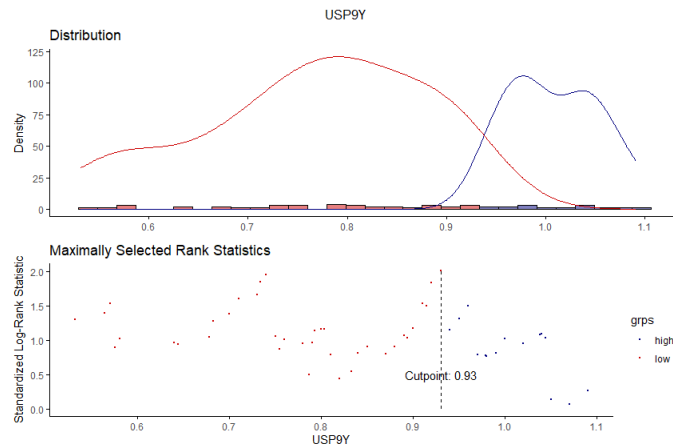 USP9Y
Distribution
Density
125
100
75
50
25
0
0.6 0.7 0.8 0.9 1.0 1.1
Maximally Selected Rank Statistics
Standardized Log-Rank Statistic
2.0
1.5
1.0
0.5
0.0
Cutpoint: 0.93
grps
high
low
0.6 0.7 0.8 0.9 1.0 1.1
USP9Y